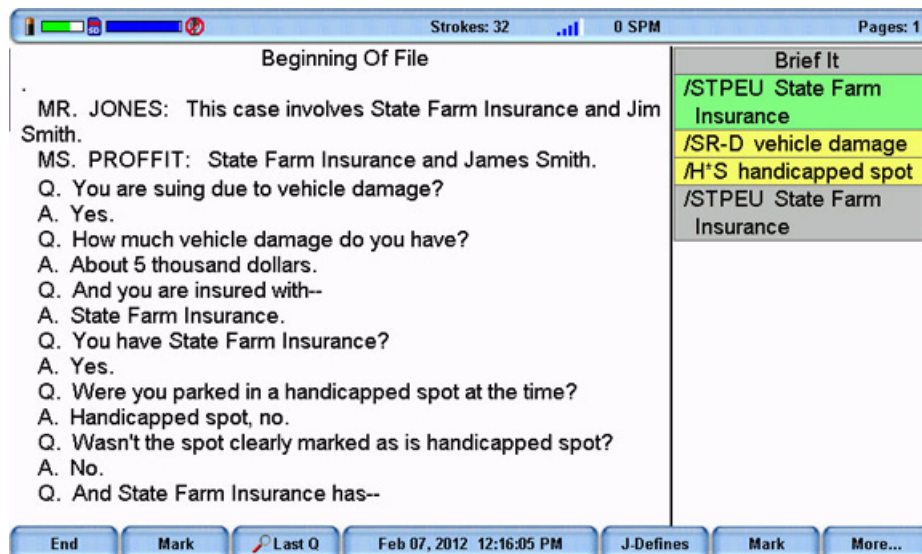 Strokes: 32 0 SPM Pages: 1
Beginning Of File
.
MR. JONES: This case involves State Farm Insurance and Jim
Smith.
MS. PROFFIT: State Farm Insurance and James Smith.
Q. You are suing due to vehicle damage?
A. Yes.
Q. How much vehicle damage do you have?
A. About 5 thousand dollars.
Q. And you are insured with--
A. State Farm Insurance.
Q. You have State Farm Insurance?
A. Yes.
Q. Were you parked in a handicapped spot at the time?
A. Handicapped spot, no.
Q. Wasn't the spot clearly marked as is handicapped spot?
A. No.
Q. And State Farm Insurance has--
Brief It
/STPEU State Farm
Insurance
/SR-D vehicle damage
/H*S handicapped spot
/STPEU State Farm
Insurance
End Mark Last Q Feb 07, 2012 12:16:05 PM J-Defines Mark More...